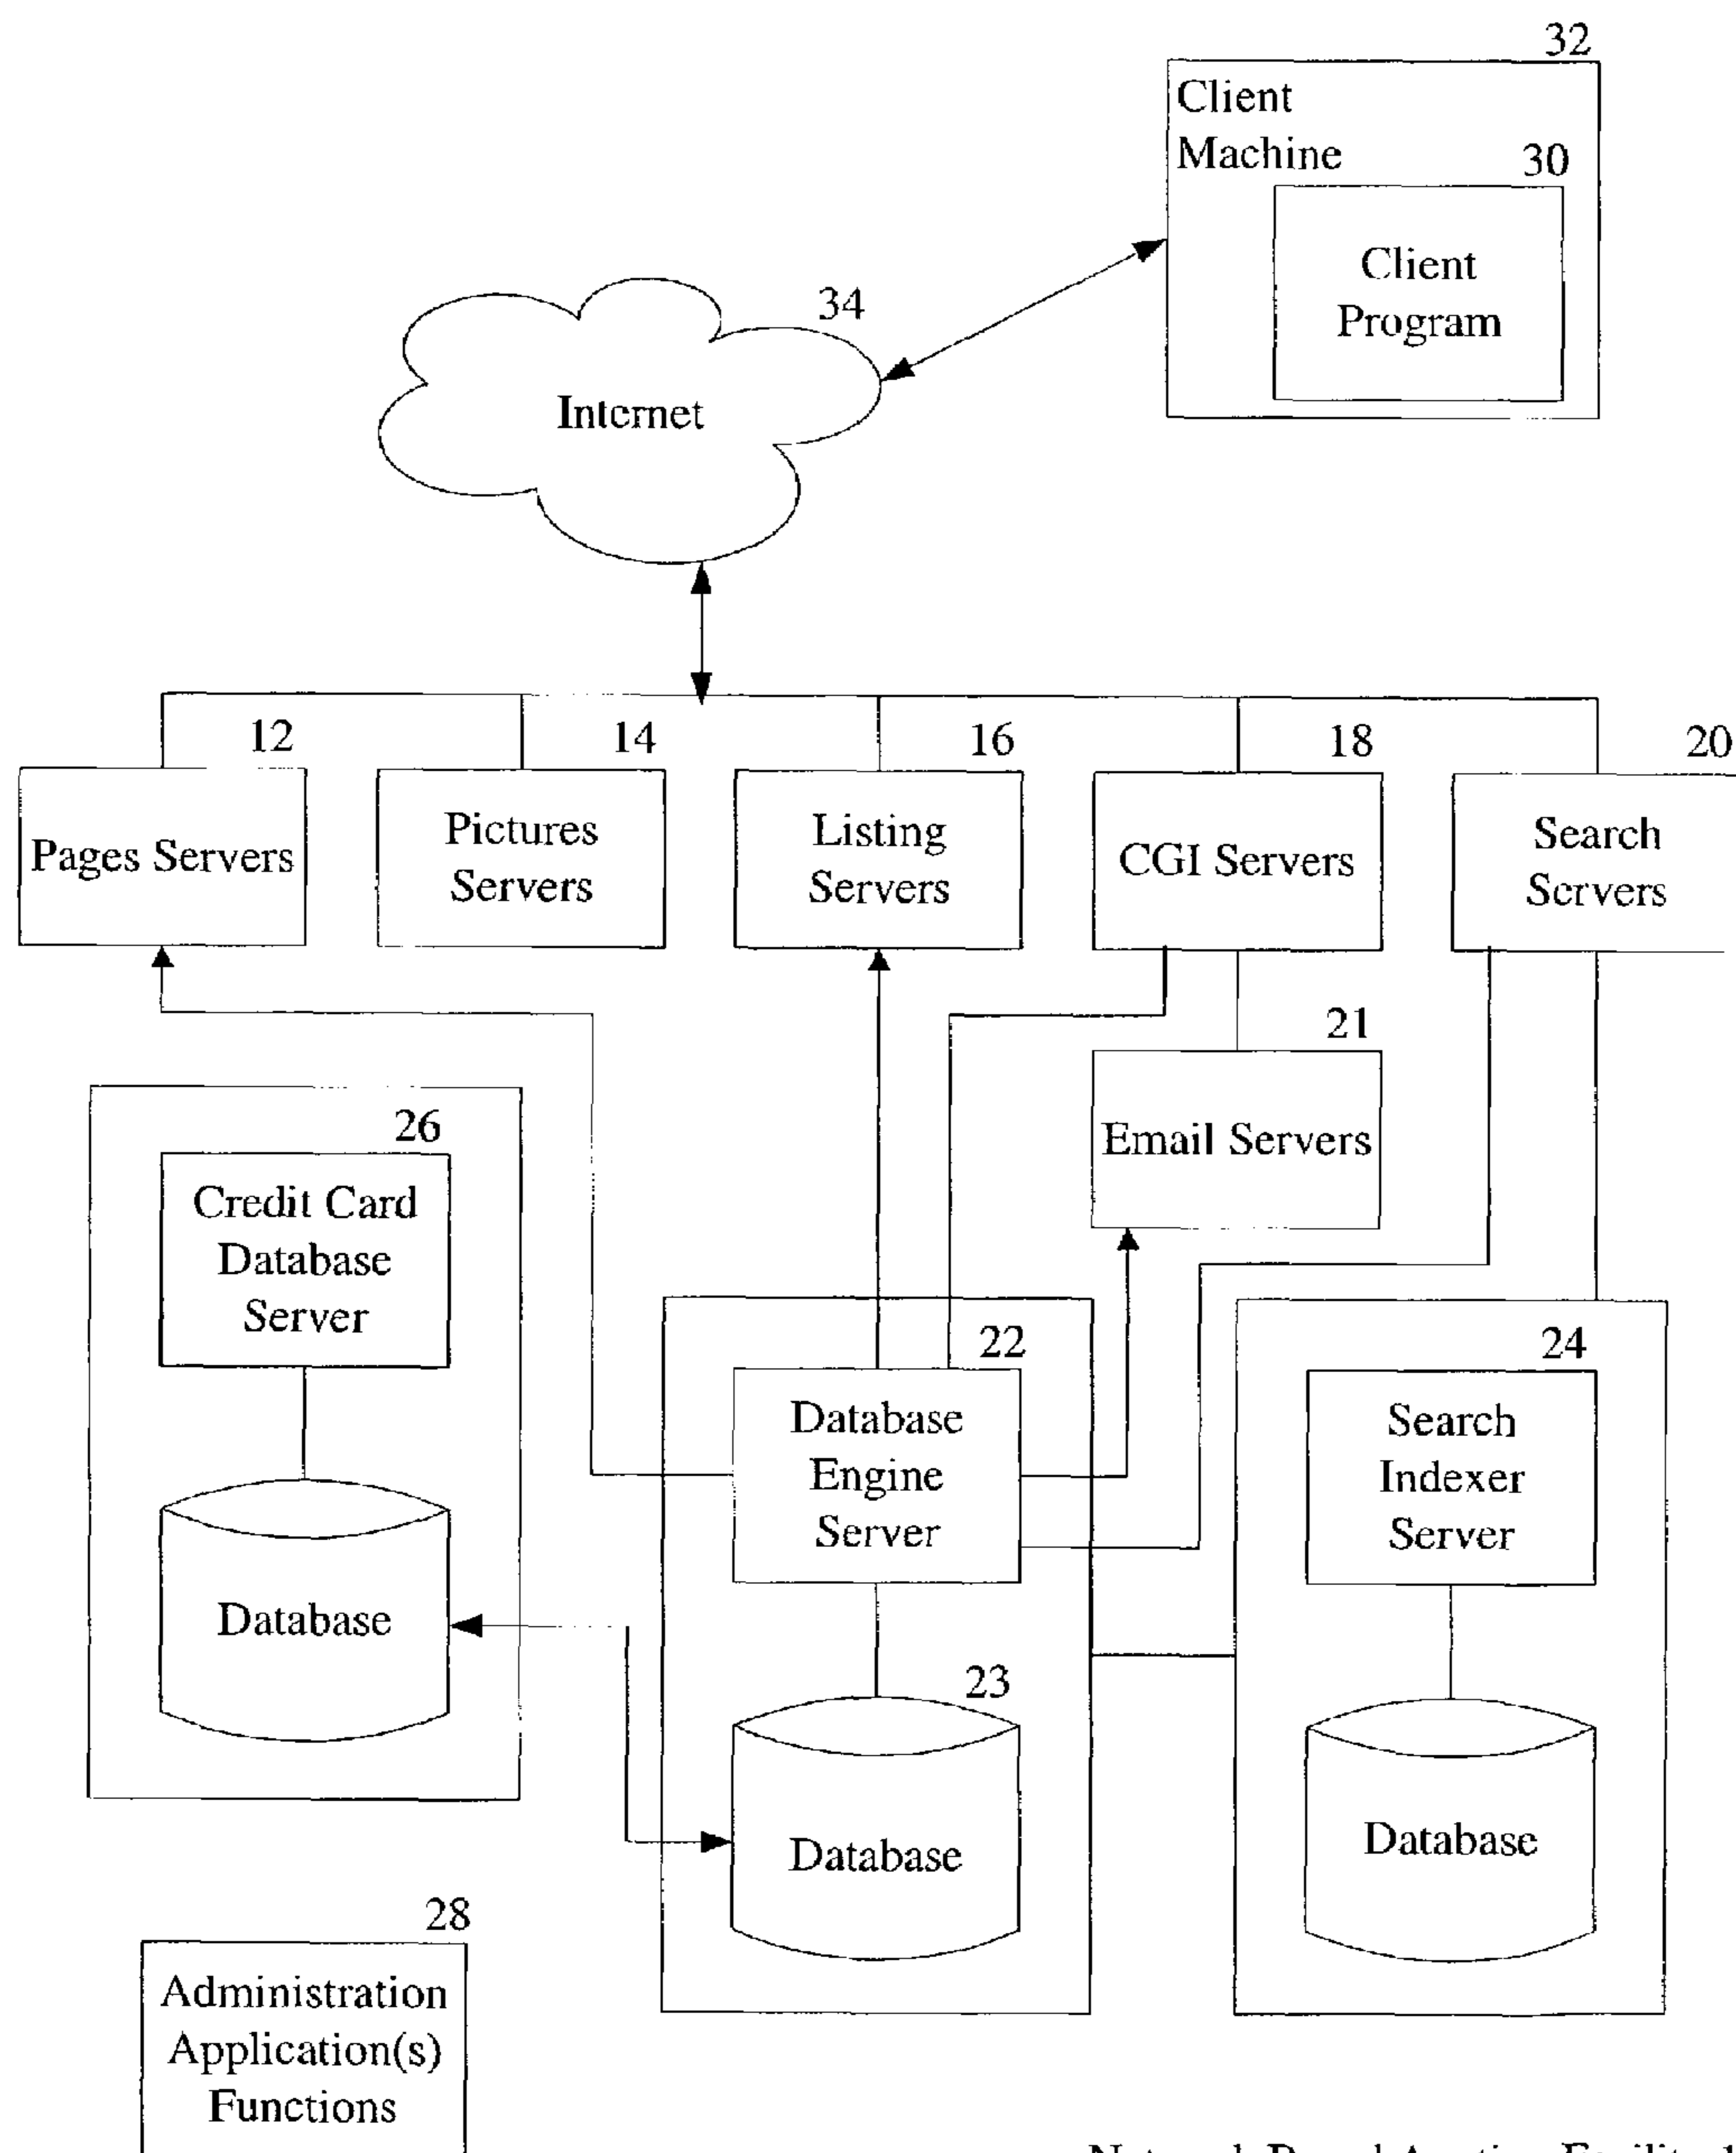 32
Client
Machine
30
Client
Program
34
Internet
12
14
16
18
20
Pages Servers
Pictures
Servers
Listing
Servers
CGI Servers
Search
Servers
21
Email Servers
26
Credit Card
Database
Server
22
Database
Engine
Server
24
Search
Indexer
Server
Database
23
Database
Database
28
Administration
Application(s)
Functions